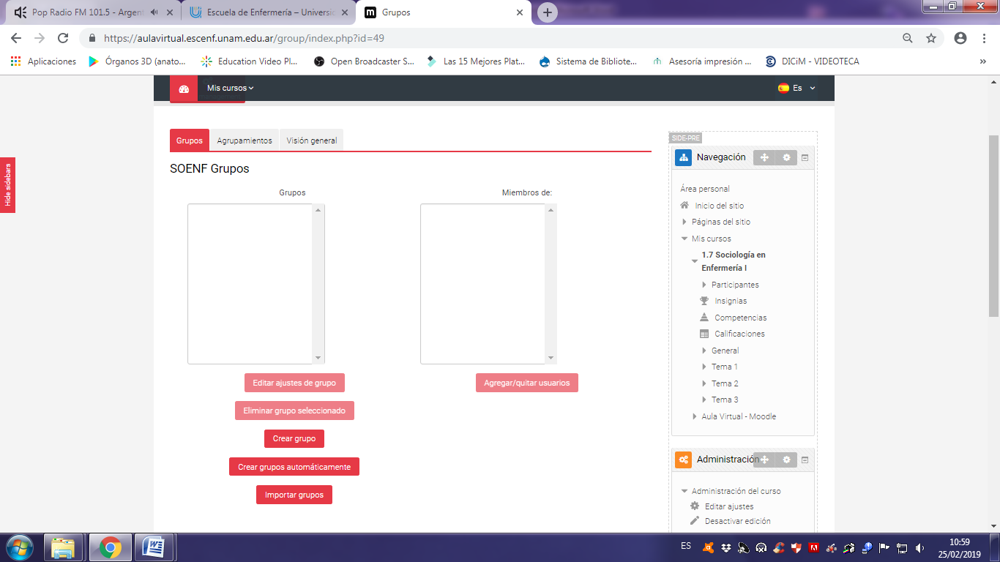 Pop Radio FM 101.5 - Argent
Escuela de Enfermería – Universid
Grupos
https://aulavirtual.escenf.unam.edu.ar/group/index.php?id=49
Aplicaciones
Órganos 3D (anato...
Education Video Pl...
Open Broadcaster S...
Las 15 Mejores Plat...
Sistema de Bibliote...
Asesoría impresión ...
DICiM - VIDEOTECA
»
Mis cursos
Es
Hide sidebars
Grupos
Agrupamientos
Visión general
SOENF Grupos
Grupos
Miembros de:
Editar ajustes de grupo
Agregar/quitar usuarios
Eliminar grupo seleccionado
Crear grupo
Crear grupos automáticamente
Importar grupos
SIDE-PRE
Navegación
Área personal
Inicio del sitio
Páginas del sitio
Mis cursos
1.7 Sociología en
Enfermería I
Participantes
Insignias
Competencias
Calificaciones
General
Tema 1
Tema 2
Tema 3
Aula Virtual - Moodle
Administración
Administración del curso
Editar ajustes
Desactivar edición
ES
10:59
25/02/2019